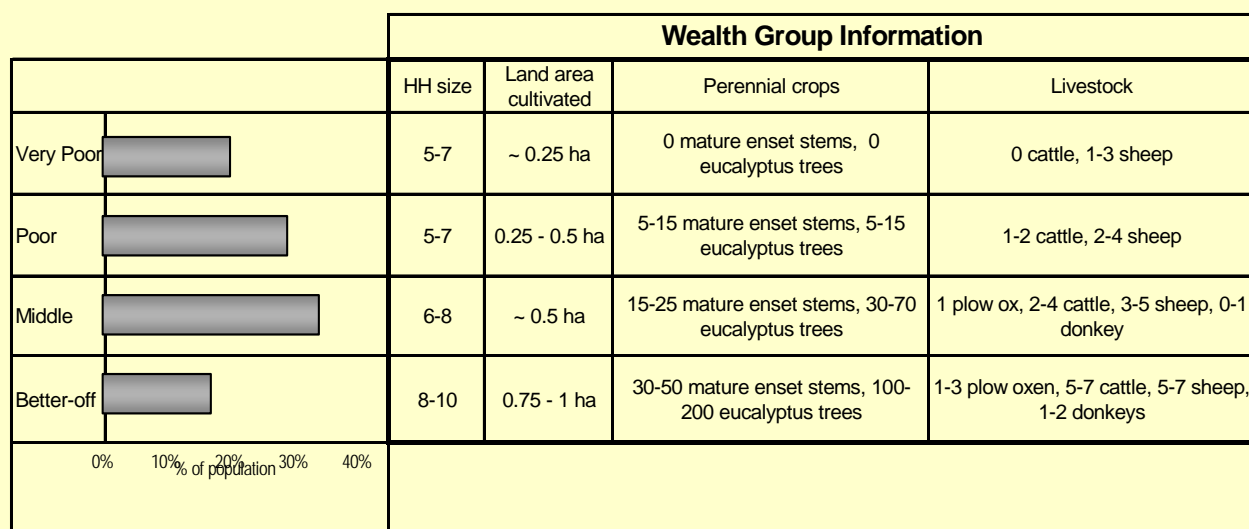 Wealth Group Information
HH size
Land area
cultivated
Perennial crops
Livestock
Very Poor
5-7
~ 0.25 ha
0 mature enset stems, 0
eucalyptus trees
0 cattle, 1-3 sheep
Poor
5-7
0.25 - 0.5 ha
5-15 mature enset stems, 5-15
eucalyptus trees
1-2 cattle, 2-4 sheep
Middle
6-8
~ 0.5 ha
15-25 mature enset stems, 30-70
eucalyptus trees
1 plow ox, 2-4 cattle, 3-5 sheep, 0-1
donkey
Better-off
8-10
0.75 - 1 ha
30-50 mature enset stems, 100-
200 eucalyptus trees
1-3 plow oxen, 5-7 cattle, 5-7 sheep,
1-2 donkeys
0% 10% 20% 30% 40%
% of population